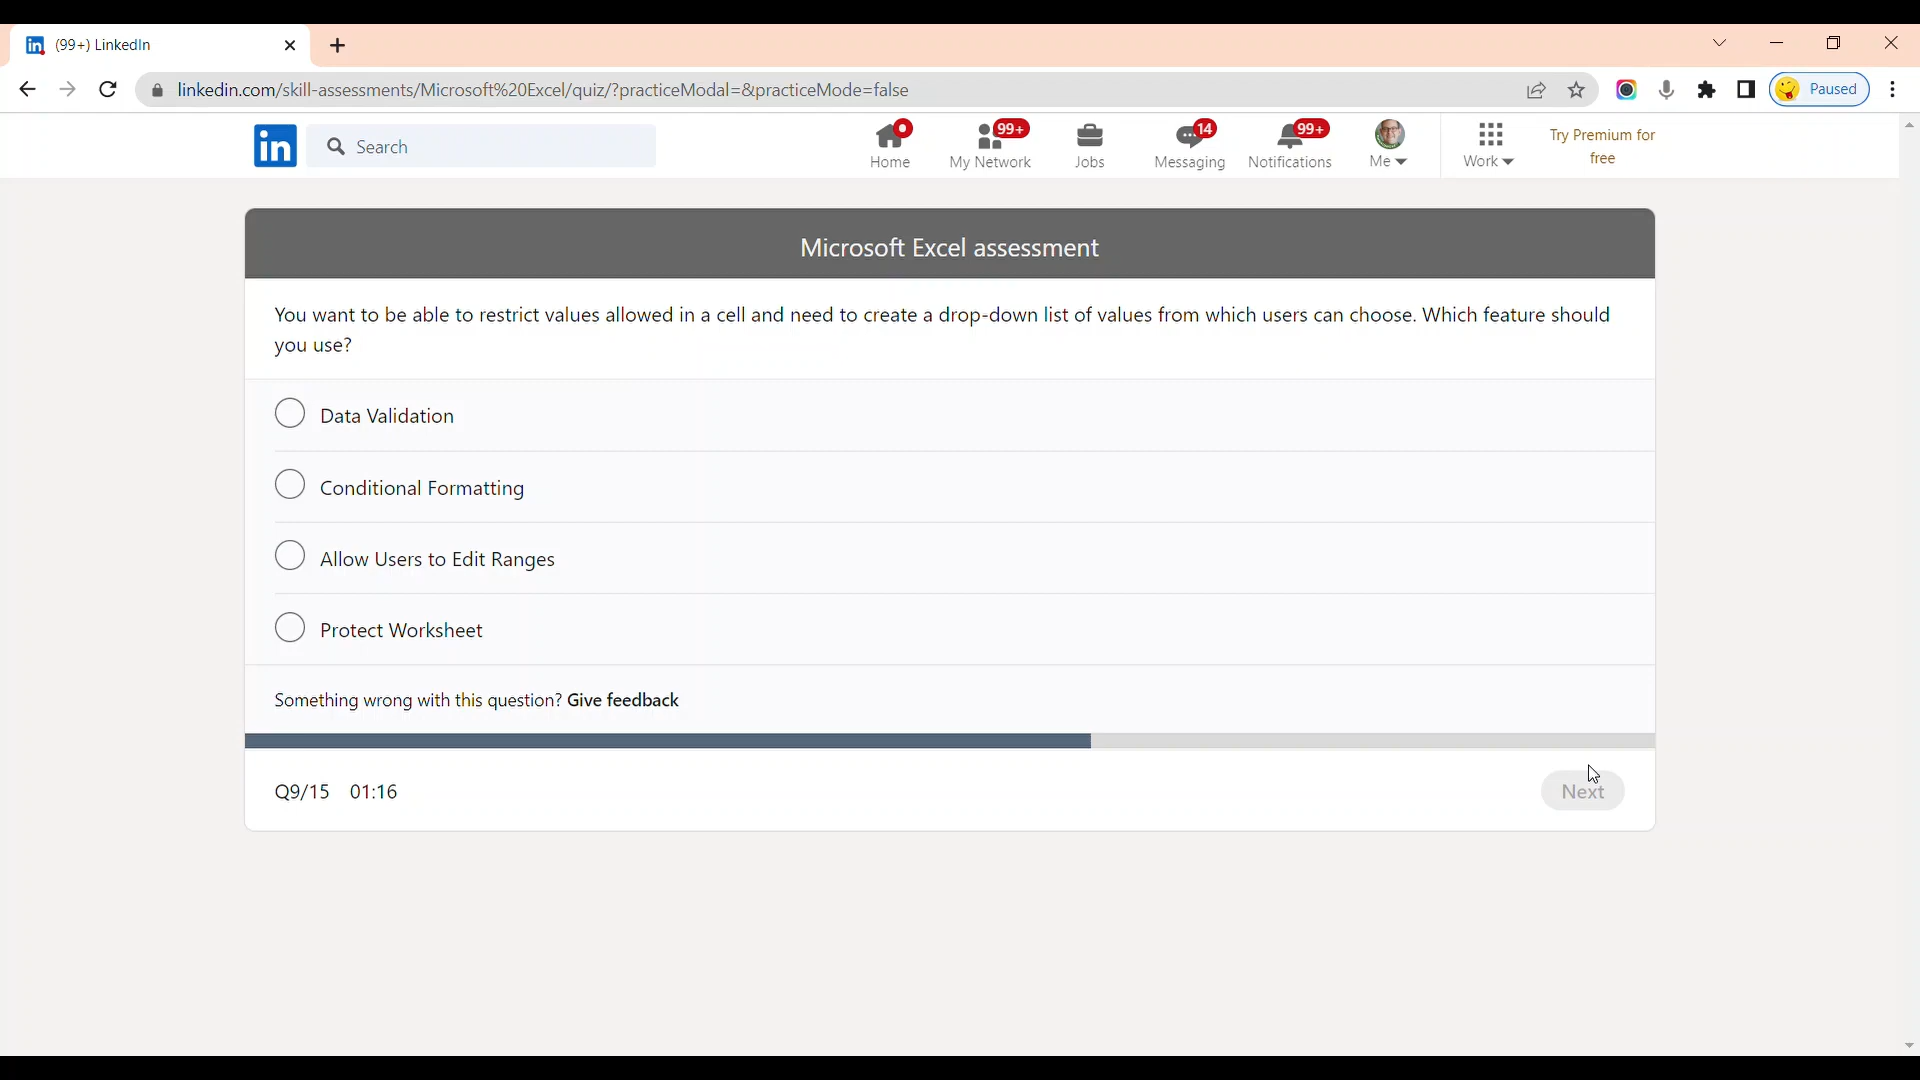 in (99+) LinkedIn
linkedin.com/skill-assessments/Microsoft%20Excel/quiz/?practiceModal=&practiceMode=false
Paused
in Search
99+ 14 99+
Home My Network Jobs Messaging Notifications Me Work
Try Premium for
free
Microsoft Excel assessment
You want to be able to restrict values allowed in a cell and need to create a drop-down list of values from which users can choose. Which feature should
you use?
Data Validation
Conditional Formatting
Allow Users to Edit Ranges
Protect Worksheet
Something wrong with this question? Give feedback
Q9/15 01:16
Next